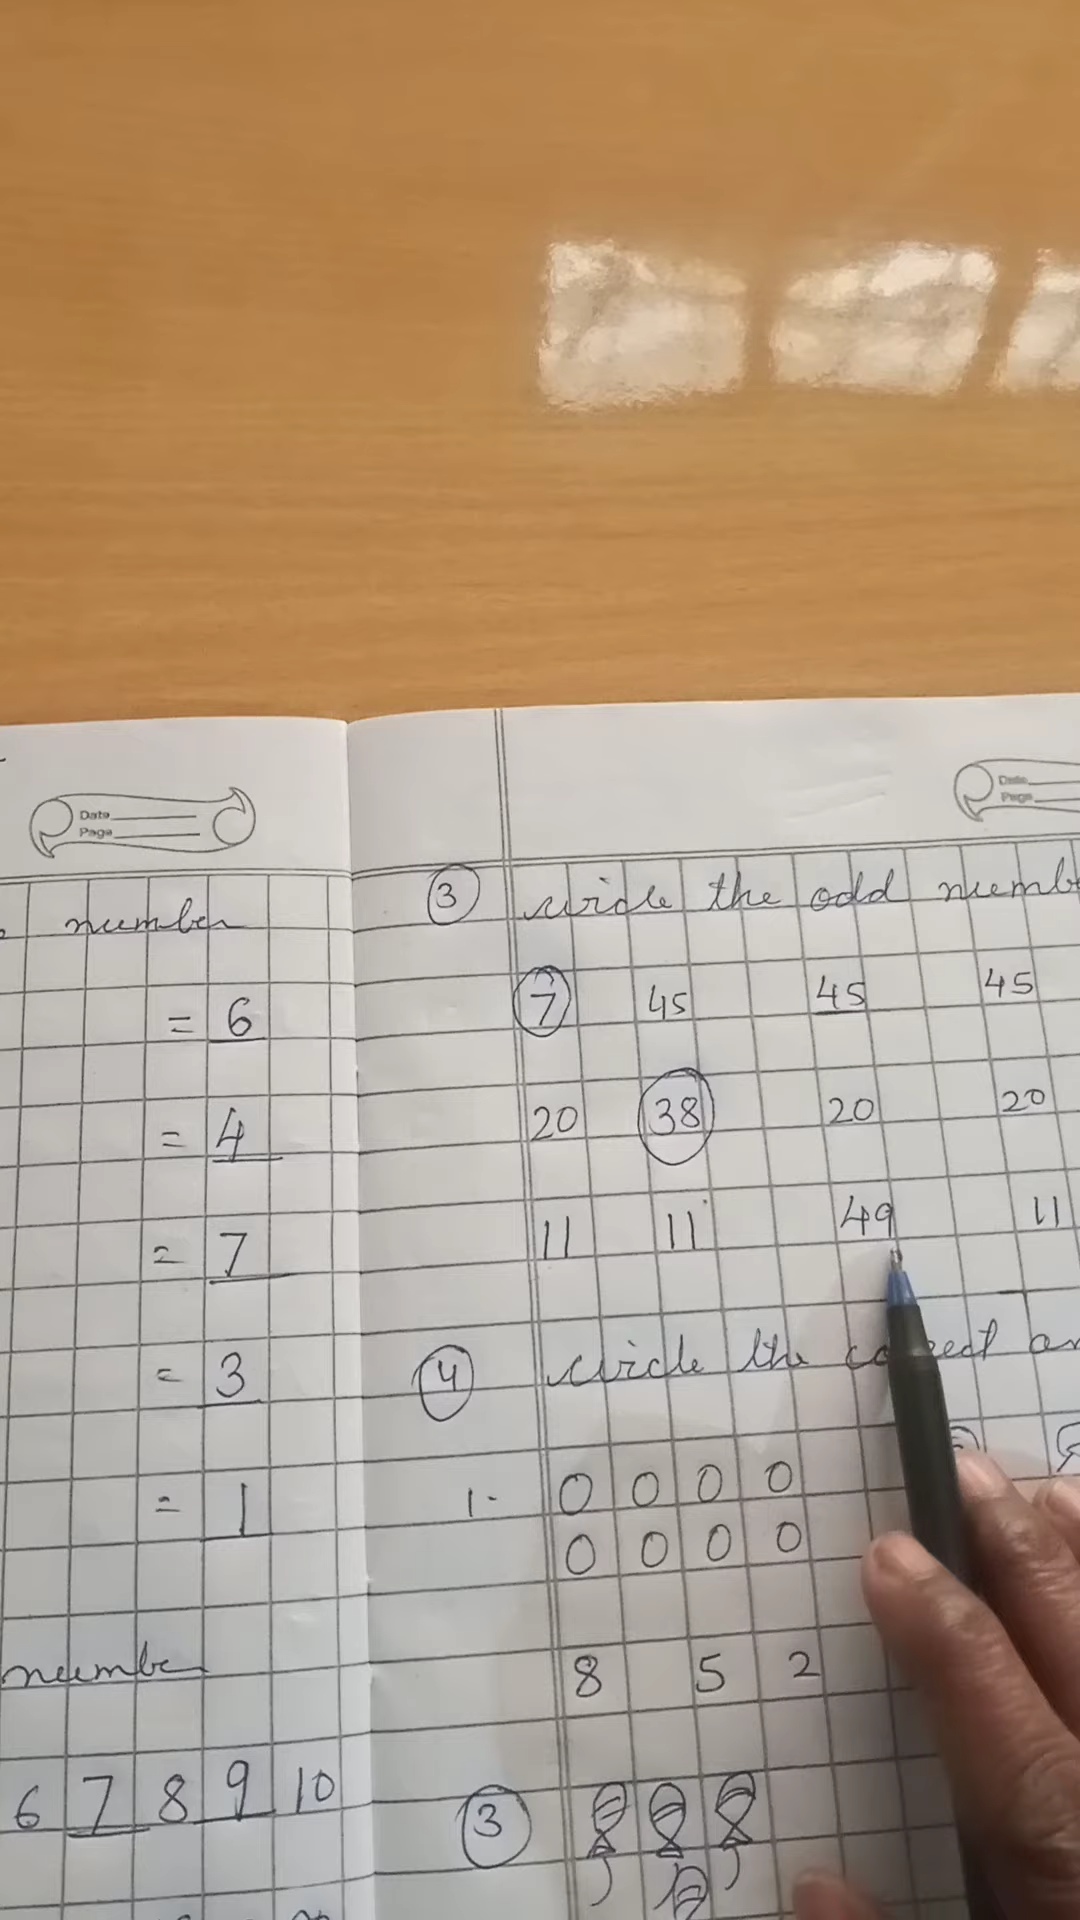 Date
Page
number
= 6
= 4
= 7
= 3
= 1
number
6 7 8 9 10
Date
Page
3 circle the odd numbe
7 45 45 45
20 38 20 20
11 11 49 11
4 circle the
1. 0 0 0 0
0 0 0 0
8 5 2
3